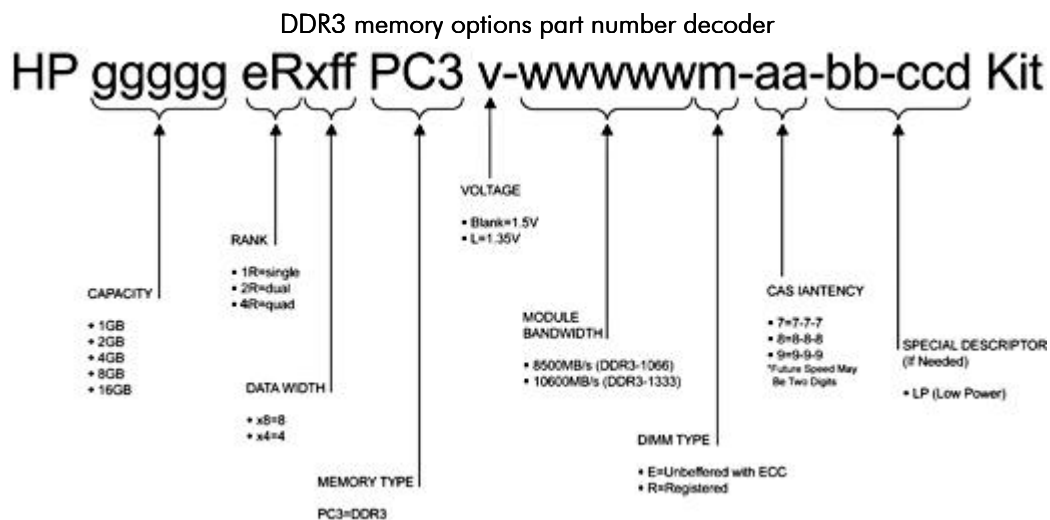 DDR3 memory options part number decoder
HP ggggg eRxff PC3 v-wwwwwm-aa-bb-ccd Kit
VOLTAGE
• Blank=1.5V
• L=1.35V
RANK
• 1R=single
• 2R=dual
• 4R=quad
CAPACITY
• 1GB
• 2GB
• 4GB
• 8GB
• 16GB
CAS IANTENCY
• 7=7-7-7
• 8=8-8-8
• 9=9-9-9
*Future Speed May
Be Two Digits
MODULE
BANDWIDTH
• 8500MB/s (DDR3-1066)
• 10600MB/s (DDR3-1333)
SPECIAL DESCRIPTOR
(If Needed)
• LP (Low Power)
DATA WIDTH
• x8=8
• x4=4
DIMM TYPE
• E=Unbeffered with ECC
• R=Registered
MEMORY TYPE
PC3=DDR3